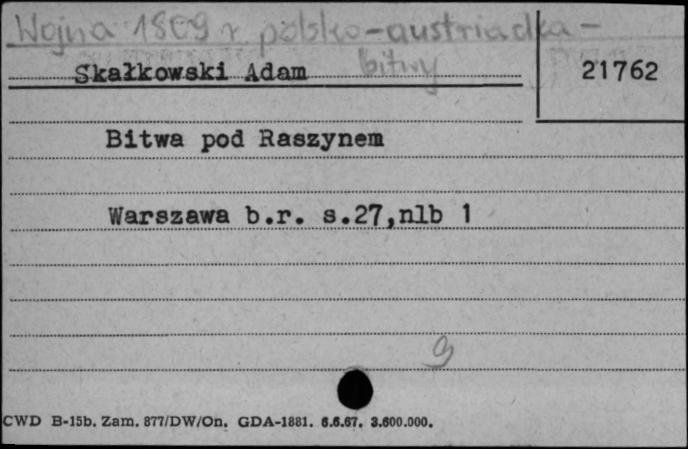 Wojna 1809 r. polsko-austriacka -
bitwy
Skałkowski Adam
21762
Bitwa pod Raszynem
Warszawa b.r. s.27,nlb 1
9
CWD B-15b. Zam. 877/DW/On. GDA-1881. 6.6.67. 3.600.000.